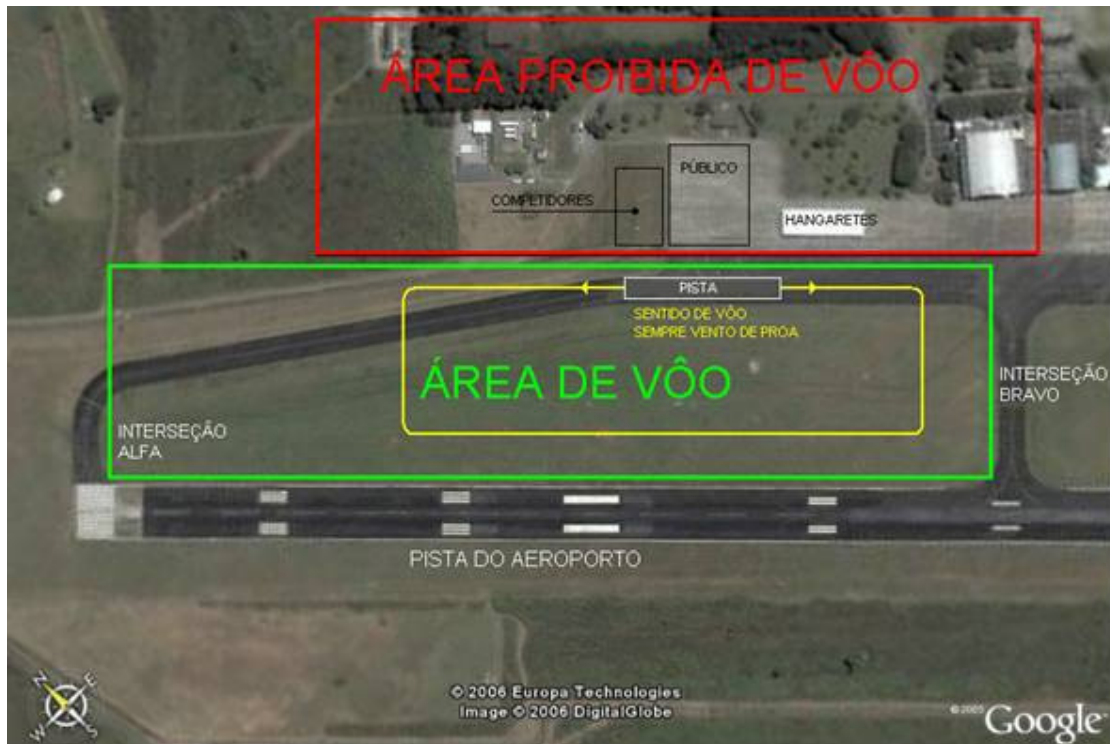 ÁREA PROIBIDA DE VÔO
PÚBLICO
COMPETIDORES
HANGARETES
PISTA
SENTIDO DE VÔO
SEMPRE VENTO DE PROA
ÁREA DE VÔO
INTERSEÇÃO
BRAVO
INTERSEÇÃO
ALFA
PISTA DO AEROPORTO
N
E
W
S
© 2006 Europa Technologies
Image © 2006 DigitalGlobe
© 2005 Google